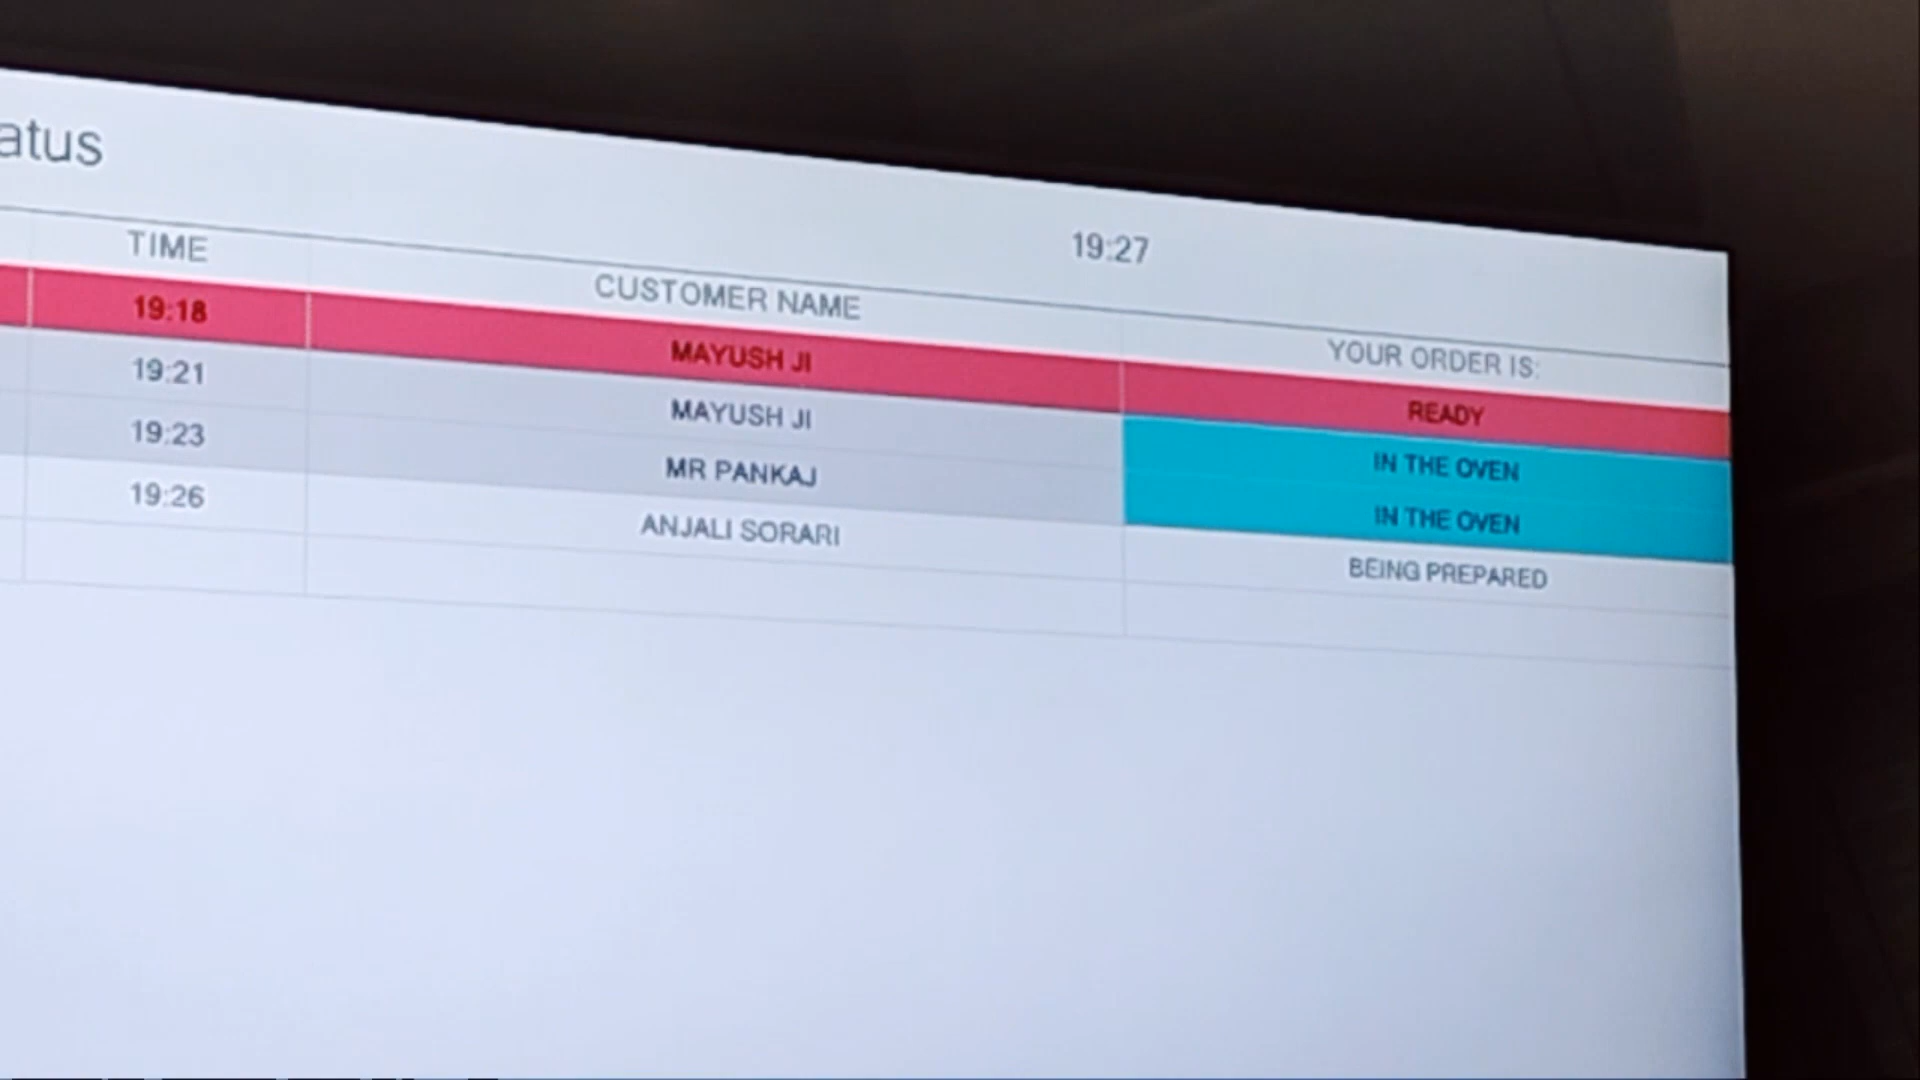 atus
19:27
TIME CUSTOMER NAME YOUR ORDER IS:
19:18 MAYUSH JI READY
19:21 MAYUSH JI IN THE OVEN
19:23 MR PANKAJ IN THE OVEN
19:26 ANJALI SORARI BEING PREPARED